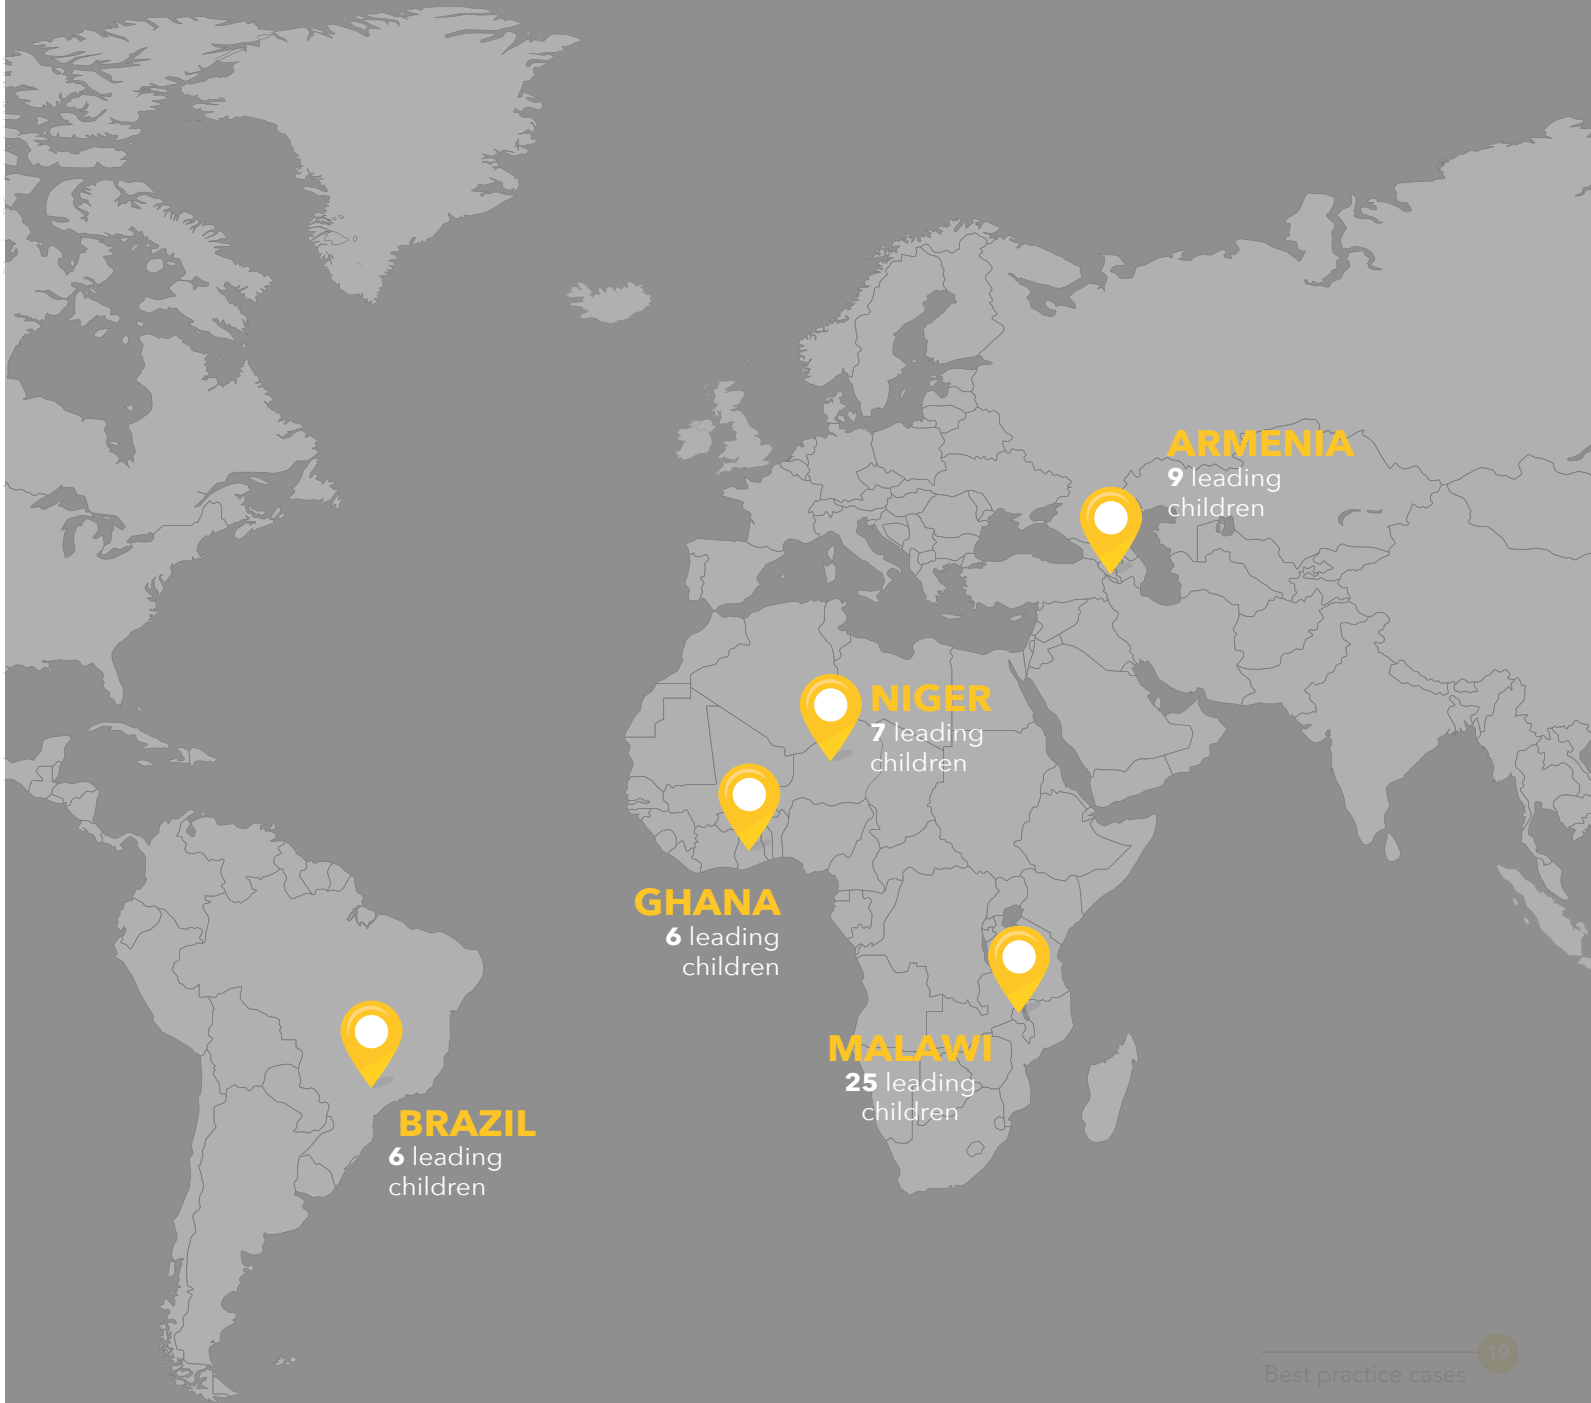 ARMENIA
9 leading
children
NIGER
7 leading
children
GHANA
6 leading
children
MALAWI
25 leading
children
BRAZIL
6 leading
children
19
Best practice cases